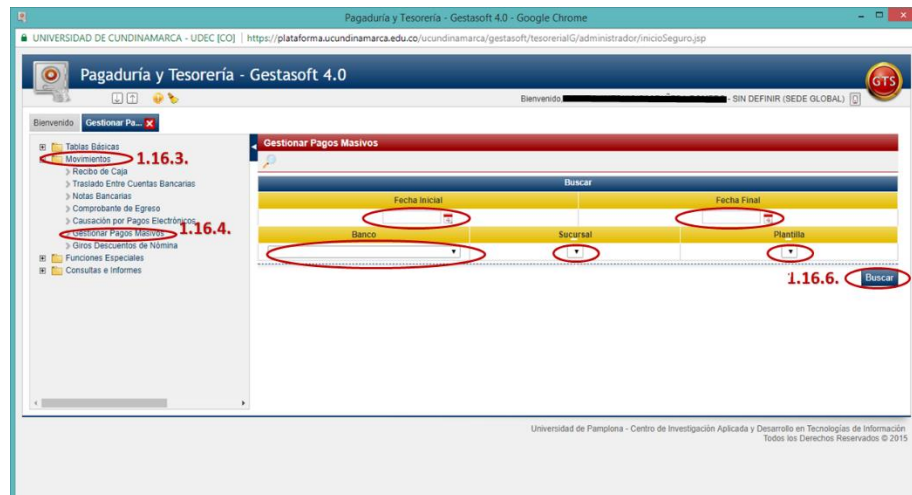 Pagaduría y Tesorería - Gestasoft 4.0 - Google Chrome
UNIVERSIDAD DE CUNDINAMARCA - UDEC [CO] https://plataforma.ucundinamarca.edu.co/ucundinamarca/gestasoft/tesoreriaIG/administrador/inicioSeguro.jsp
Pagaduría y Tesorería - Gestasoft 4.0
GTS
Bienvenido, - SIN DEFINIR (SEDE GLOBAL)
Bienvenido Gestionar Pa...
Tablas Básicas
Movimientos 1.16.3.
Recibo de Caja
Traslado Entre Cuentas Bancarias
Notas Bancarias
Comprobante de Egreso
Causación por Pagos Electrónicos
Gestionar Pagos Masivos 1.16.4.
Giros Descuentos de Nómina
Funciones Especiales
Consultas e Informes
Gestionar Pagos Masivos
Buscar
Fecha Inicial Fecha Final
Banco Sucursal Plantilla
1.16.6. Buscar
Universidad de Pamplona - Centro de Investigación Aplicada y Desarrollo en Tecnologías de Información
Todos los Derechos Reservados © 2015